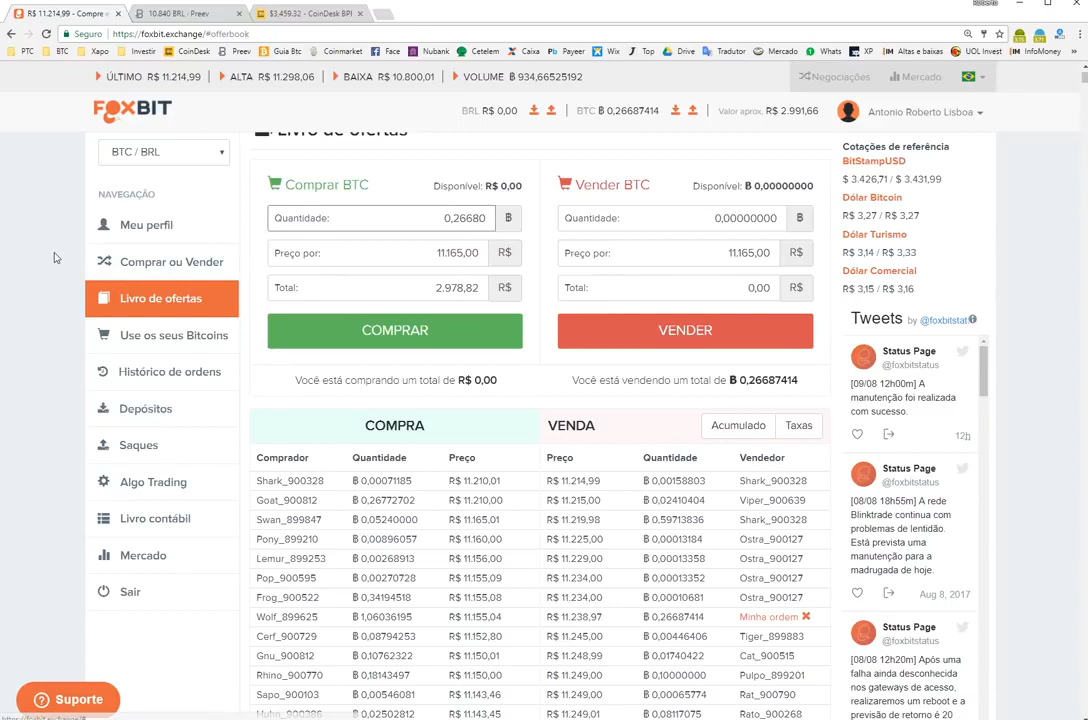 Roberto
R$ 11.214,99 - Compre e
10.840 BRL - Preev
$3,459.32 - CoinDesk BPI
Seguro https://foxbit.exchange/#offerbook
PTC BTC Xapo Investir CoinDesk Preev Guia Btc Coinmarket Face Nubank Cetelem Caixa Payeer Wix Top Drive Tradutor Mercado Whats XP Altas e baixas UOL Invest InfoMoney
ÚLTIMO R$ 11.214,99 ALTA R$ 11.298,06 BAIXA R$ 10.800,01 VOLUME ฿ 934,66525192
Negociações Mercado
FOXBIT
BRL R$ 0,00 BTC ฿ 0,26687414 Valor aprox: R$ 2.991,66 Antonio Roberto Lisboa
BTC / BRL
NAVEGAÇÃO
Meu perfil
Comprar ou Vender
Livro de ofertas
Use os seus Bitcoins
Histórico de ordens
Depósitos
Saques
Algo Trading
Livro contábil
Mercado
Sair
Suporte
https://foxbit.exchange/#
Livro de ofertas
Comprar BTC Disponível: R$ 0,00
Quantidade: 0,26680 ฿
Preço por: 11.165,00 R$
Total: 2.978,82 R$
COMPRAR
Você está comprando um total de R$ 0,00
Vender BTC Disponível: ฿ 0,00000000
Quantidade: 0,00000000 ฿
Preço por: 11.165,00 R$
Total: 0,00 R$
VENDER
Você está vendendo um total de ฿ 0,26687414
COMPRA VENDA Acumulado Taxas
Comprador Quantidade Preço Preço Quantidade Vendedor
Shark_900328 ฿ 0,00071185 R$ 11.210,01 R$ 11.214,99 ฿ 0,00158803 Shark_900328
Goat_900812 ฿ 0,26772702 R$ 11.210,00 R$ 11.215,00 ฿ 0,02410404 Viper_900639
Swan_899847 ฿ 0,05240000 R$ 11.165,01 R$ 11.219,98 ฿ 0,59713836 Shark_900328
Pony_899210 ฿ 0,00896057 R$ 11.160,00 R$ 11.225,00 ฿ 0,00013184 Ostra_900127
Lemur_899253 ฿ 0,00268913 R$ 11.156,00 R$ 11.229,00 ฿ 0,00013358 Ostra_900127
Pop_900595 ฿ 0,00270728 R$ 11.155,09 R$ 11.234,00 ฿ 0,00013352 Ostra_900127
Frog_900522 ฿ 0,34194518 R$ 11.155,08 R$ 11.234,00 ฿ 0,00010681 Ostra_900127
Wolf_899625 ฿ 1,06036195 R$ 11.155,04 R$ 11.238,97 ฿ 0,26687414 Minha ordem
Cerf_900729 ฿ 0,08794253 R$ 11.152,80 R$ 11.245,00 ฿ 0,00446406 Tiger_899883
Gnu_900812 ฿ 0,10762322 R$ 11.150,01 R$ 11.248,99 ฿ 0,01740422 Cat_900515
Rhino_900770 ฿ 0,18143497 R$ 11.150,00 R$ 11.249,00 ฿ 0,10000000 Pulpo_899201
Sapo_900103 ฿ 0,00546081 R$ 11.143,46 R$ 11.249,00 ฿ 0,00065774 Rat_900790
Huhn_900386 ฿ 0,02502812 R$ 11.143,45 R$ 11.249,01 ฿ 0,08117075 Rato_900268
Cotações de referência
BitStampUSD
$ 3.426,71 / $ 3.431,99
Dólar Bitcoin
R$ 3,27 / R$ 3,27
Dólar Turismo
R$ 3,14 / R$ 3,33
Dólar Comercial
R$ 3,15 / R$ 3,16
Tweets by @foxbitstat
Status Page
@foxbitstatus
[09/08 12h00m] A
manutenção foi realizada
com sucesso.
12h
Status Page
@foxbitstatus
[08/08 18h55m] A rede
Blinktrade continua com
problemas de lentidão.
Está prevista uma
manutenção para a
madrugada de hoje.
Aug 8, 2017
Status Page
@foxbitstatus
[08/08 12h20m] Após uma
falha ainda desconhecida
nos gateways de acesso,
realizaremos um reboot e a
previsão de retorno é 20